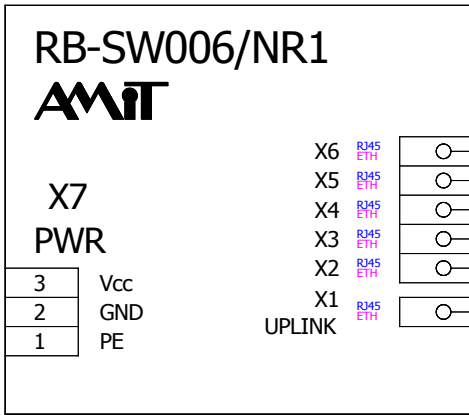 RB-SW006/NR1
AMiT
X6 RJ45 ETH
X5 RJ45 ETH
X7
X4 RJ45 ETH
PWR
X3 RJ45 ETH
X2 RJ45 ETH
3 Vcc
X1 RJ45 ETH
2 GND
UPLINK
1 PE